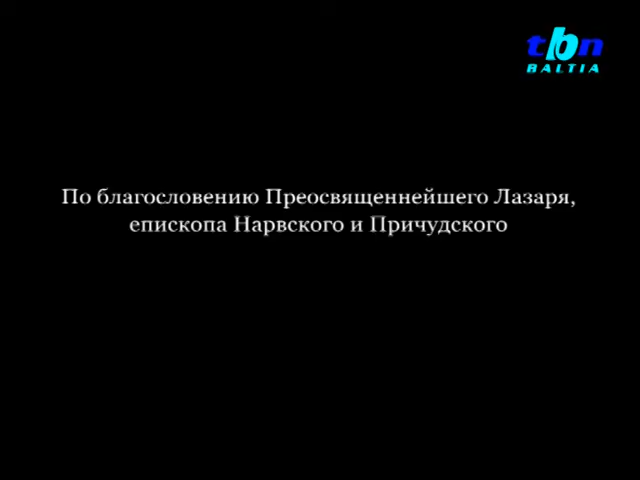 tbn
BALTIA
По благословению Преосвященнейшего Лазаря,
епископа Нарвского и Причудского